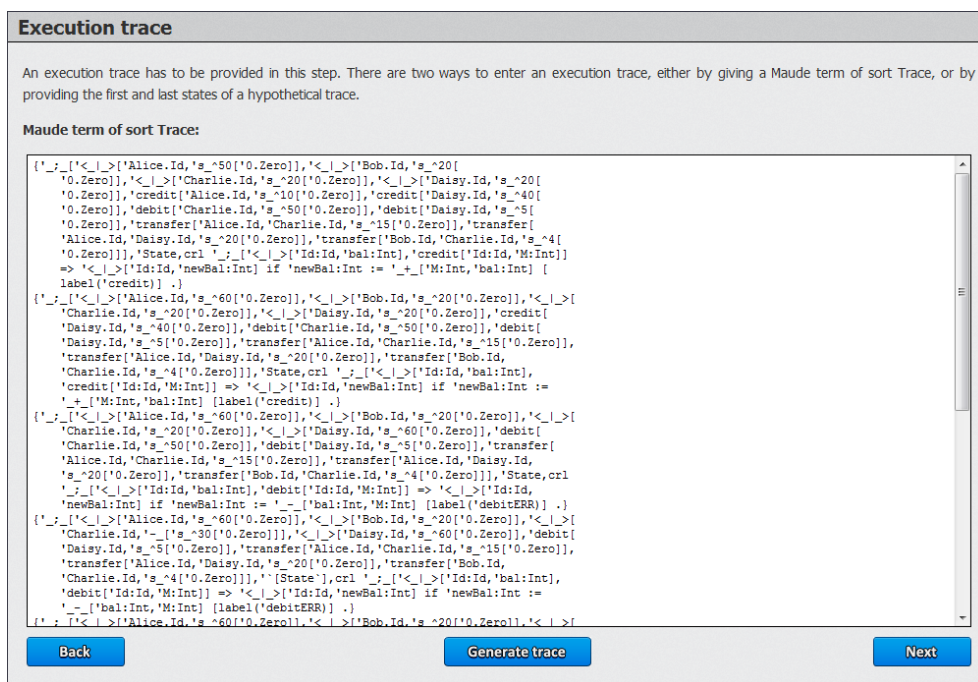 Execution trace
An execution trace has to be provided in this step. There are two ways to enter an execution trace, either by giving a Maude term of sort Trace, or by
providing the first and last states of a hypothetical trace.
Maude term of sort Trace:
{'_;_['<_|_>['Alice.Id,'s_^50['0.Zero]],'<_|_>['Bob.Id,'s_^20[
'0.Zero]],'<_|_>['Charlie.Id,'s_^20['0.Zero]],'<_|_>['Daisy.Id,'s_^20[
'0.Zero]],'credit['Alice.Id,'s_^10['0.Zero]],'credit['Daisy.Id,'s_^40[
'0.Zero]],'debit['Charlie.Id,'s_^50['0.Zero]],'debit['Daisy.Id,'s_^5[
'0.Zero]],'transfer['Alice.Id,'Charlie.Id,'s_^15['0.Zero]],'transfer[
'Alice.Id,'Daisy.Id,'s_^20['0.Zero]],'transfer['Bob.Id,'Charlie.Id,'s_^4[
'0.Zero]]],'State,crl '_;_['<_|_>['Id:Id,'bal:Int],'credit['Id:Id,'M:Int]]
=> '<_|_>['Id:Id,'newBal:Int] if 'newBal:Int := '_+_['M:Int,'bal:Int] [
label('credit)] .}
{'_;_['<_|_>['Alice.Id,'s_^60['0.Zero]],'<_|_>['Bob.Id,'s_^20['0.Zero]],'<_|_>[
'Charlie.Id,'s_^20['0.Zero]],'<_|_>['Daisy.Id,'s_^20['0.Zero]],'credit[
'Daisy.Id,'s_^40['0.Zero]],'debit['Charlie.Id,'s_^50['0.Zero]],'debit[
'Daisy.Id,'s_^5['0.Zero]],'transfer['Alice.Id,'Charlie.Id,'s_^15['0.Zero]],
'transfer['Alice.Id,'Daisy.Id,'s_^20['0.Zero]],'transfer['Bob.Id,
'Charlie.Id,'s_^4['0.Zero]]],'State,crl '_;_['<_|_>['Id:Id,'bal:Int],
'credit['Id:Id,'M:Int]] => '<_|_>['Id:Id,'newBal:Int] if 'newBal:Int :=
'_+_['M:Int,'bal:Int] [label('credit)] .}
{'_;_['<_|_>['Alice.Id,'s_^60['0.Zero]],'<_|_>['Bob.Id,'s_^20['0.Zero]],'<_|_>[
'Charlie.Id,'s_^20['0.Zero]],'<_|_>['Daisy.Id,'s_^60['0.Zero]],'debit[
'Charlie.Id,'s_^50['0.Zero]],'debit['Daisy.Id,'s_^5['0.Zero]],'transfer[
'Alice.Id,'Charlie.Id,'s_^15['0.Zero]],'transfer['Alice.Id,'Daisy.Id,
's_^20['0.Zero]],'transfer['Bob.Id,'Charlie.Id,'s_^4['0.Zero]]],'State,crl
'_;_['<_|_>['Id:Id,'bal:Int],'debit['Id:Id,'M:Int]] => '<_|_>['Id:Id,
'newBal:Int] if 'newBal:Int := '_-_['bal:Int,'M:Int] [label('debitERR)] .}
{'_;_['<_|_>['Alice.Id,'s_^60['0.Zero]],'<_|_>['Bob.Id,'s_^20['0.Zero]],'<_|_>[
'Charlie.Id,'-_['s_^30['0.Zero]]],'<_|_>['Daisy.Id,'s_^60['0.Zero]],'debit[
'Daisy.Id,'s_^5['0.Zero]],'transfer['Alice.Id,'Charlie.Id,'s_^15['0.Zero]],
'transfer['Alice.Id,'Daisy.Id,'s_^20['0.Zero]],'transfer['Bob.Id,
'Charlie.Id,'s_^4['0.Zero]]],'`[State`],crl '_;_['<_|_>['Id:Id,'bal:Int],
'debit['Id:Id,'M:Int]] => '<_|_>['Id:Id,'newBal:Int] if 'newBal:Int :=
'_-_['bal:Int,'M:Int] [label('debitERR)] .}
{'_;_['<_|_>['Alice.Id,'s_^60['0.Zero]],'<_|_>['Bob.Id,'s_^20['0.Zero]],'<_|_>[
Back
Generate trace
Next